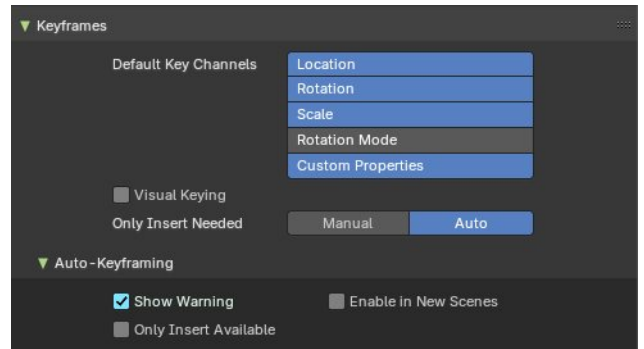 Keyframes
Default Key Channels Location
Rotation
Scale
Rotation Mode
Custom Properties
Visual Keying
Only Insert Needed Manual Auto
Auto-Keyframing
Show Warning Enable in New Scenes
Only Insert Available